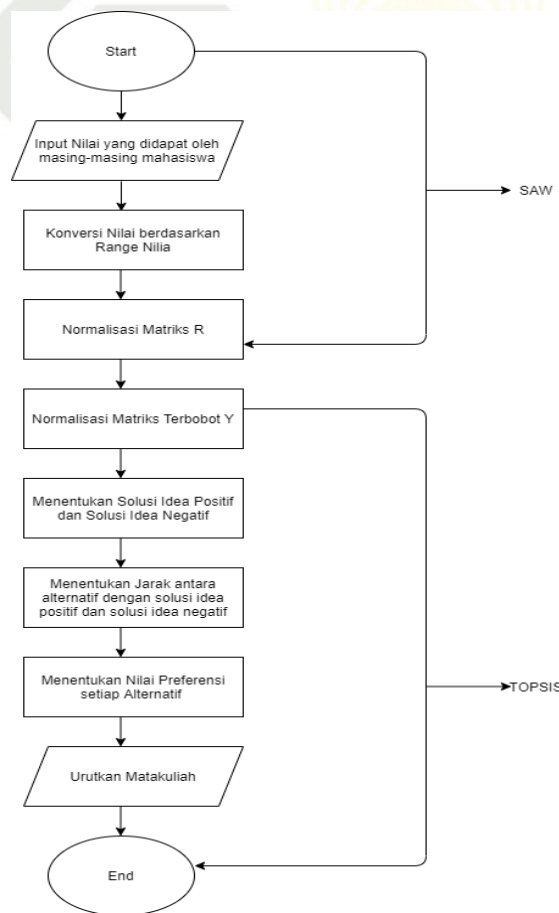 Start
Input Nilai yang didapat oleh
masing-masing mahasiswa
SAW
Konversi Nilai berdasarkan
Range Nilia
Normalisasi Matriks R
Normalisasi Matriks Terbobot Y
Menentukan Solusi Idea Positif
dan Solusi Idea Negatif
Menentukan Jarak antara
alternatif dengan solusi idea
positif dan solusi idea negatif
Menentukan Nilai Preferensi
setiap Alternatif
TOPSIS
Urutkan Matakuliah
End